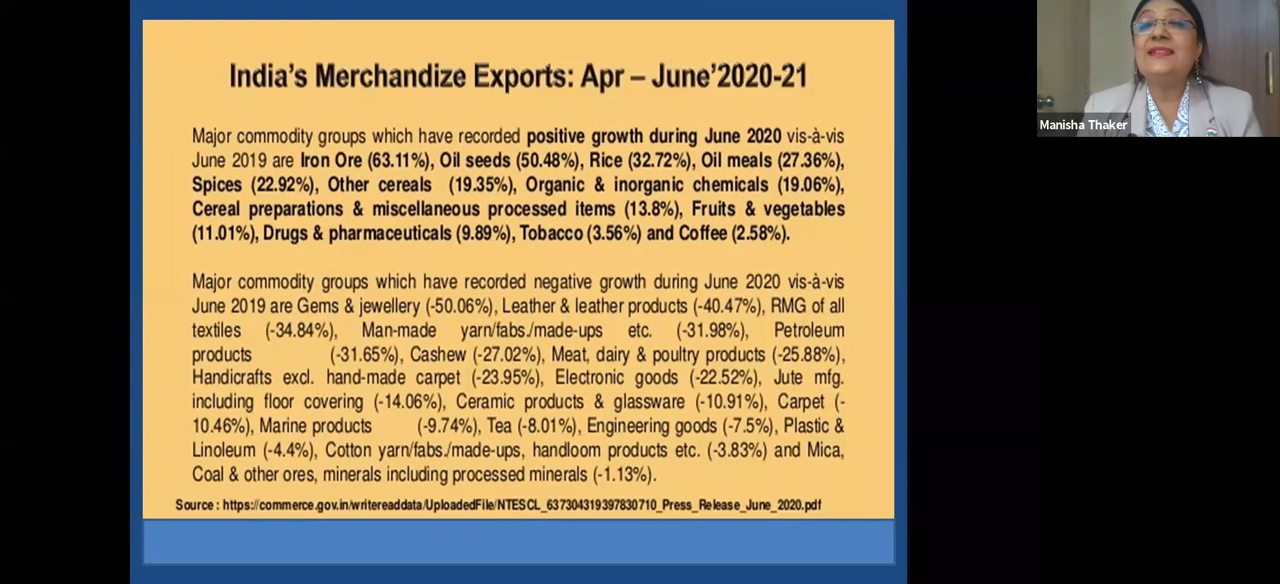 India's Merchandize Exports: Apr – June'2020-21
Major commodity groups which have recorded positive growth during June 2020 vis-à-vis
June 2019 are Iron Ore (63.11%), Oil seeds (50.48%), Rice (32.72%), Oil meals (27.36%),
Spices (22.92%), Other cereals (19.35%), Organic & inorganic chemicals (19.06%),
Cereal preparations & miscellaneous processed items (13.8%), Fruits & vegetables
(11.01%), Drugs & pharmaceuticals (9.89%), Tobacco (3.56%) and Coffee (2.58%).
Major commodity groups which have recorded negative growth during June 2020 vis-à-vis
June 2019 are Gems & jewellery (-50.06%), Leather & leather products (-40.47%), RMG of all
textiles (-34.84%), Man-made yarn/fabs./made-ups etc. (-31.98%), Petroleum
products (-31.65%), Cashew (-27.02%), Meat, dairy & poultry products (-25.88%),
Handicrafts excl. hand-made carpet (-23.95%), Electronic goods (-22.52%), Jute mfg.
including floor covering (-14.06%), Ceramic products & glassware (-10.91%), Carpet (-
10.46%), Marine products (-9.74%), Tea (-8.01%), Engineering goods (-7.5%), Plastic &
Linoleum (-4.4%), Cotton yarn/fabs./made-ups, handloom products etc. (-3.83%) and Mica,
Coal & other ores, minerals including processed minerals (-1.13%).
Source : https://commerce.gov.in/writereaddata/UploadedFile/NTESCL_637304319397830710_Press_Release_June_2020.pdf
Manisha Thaker